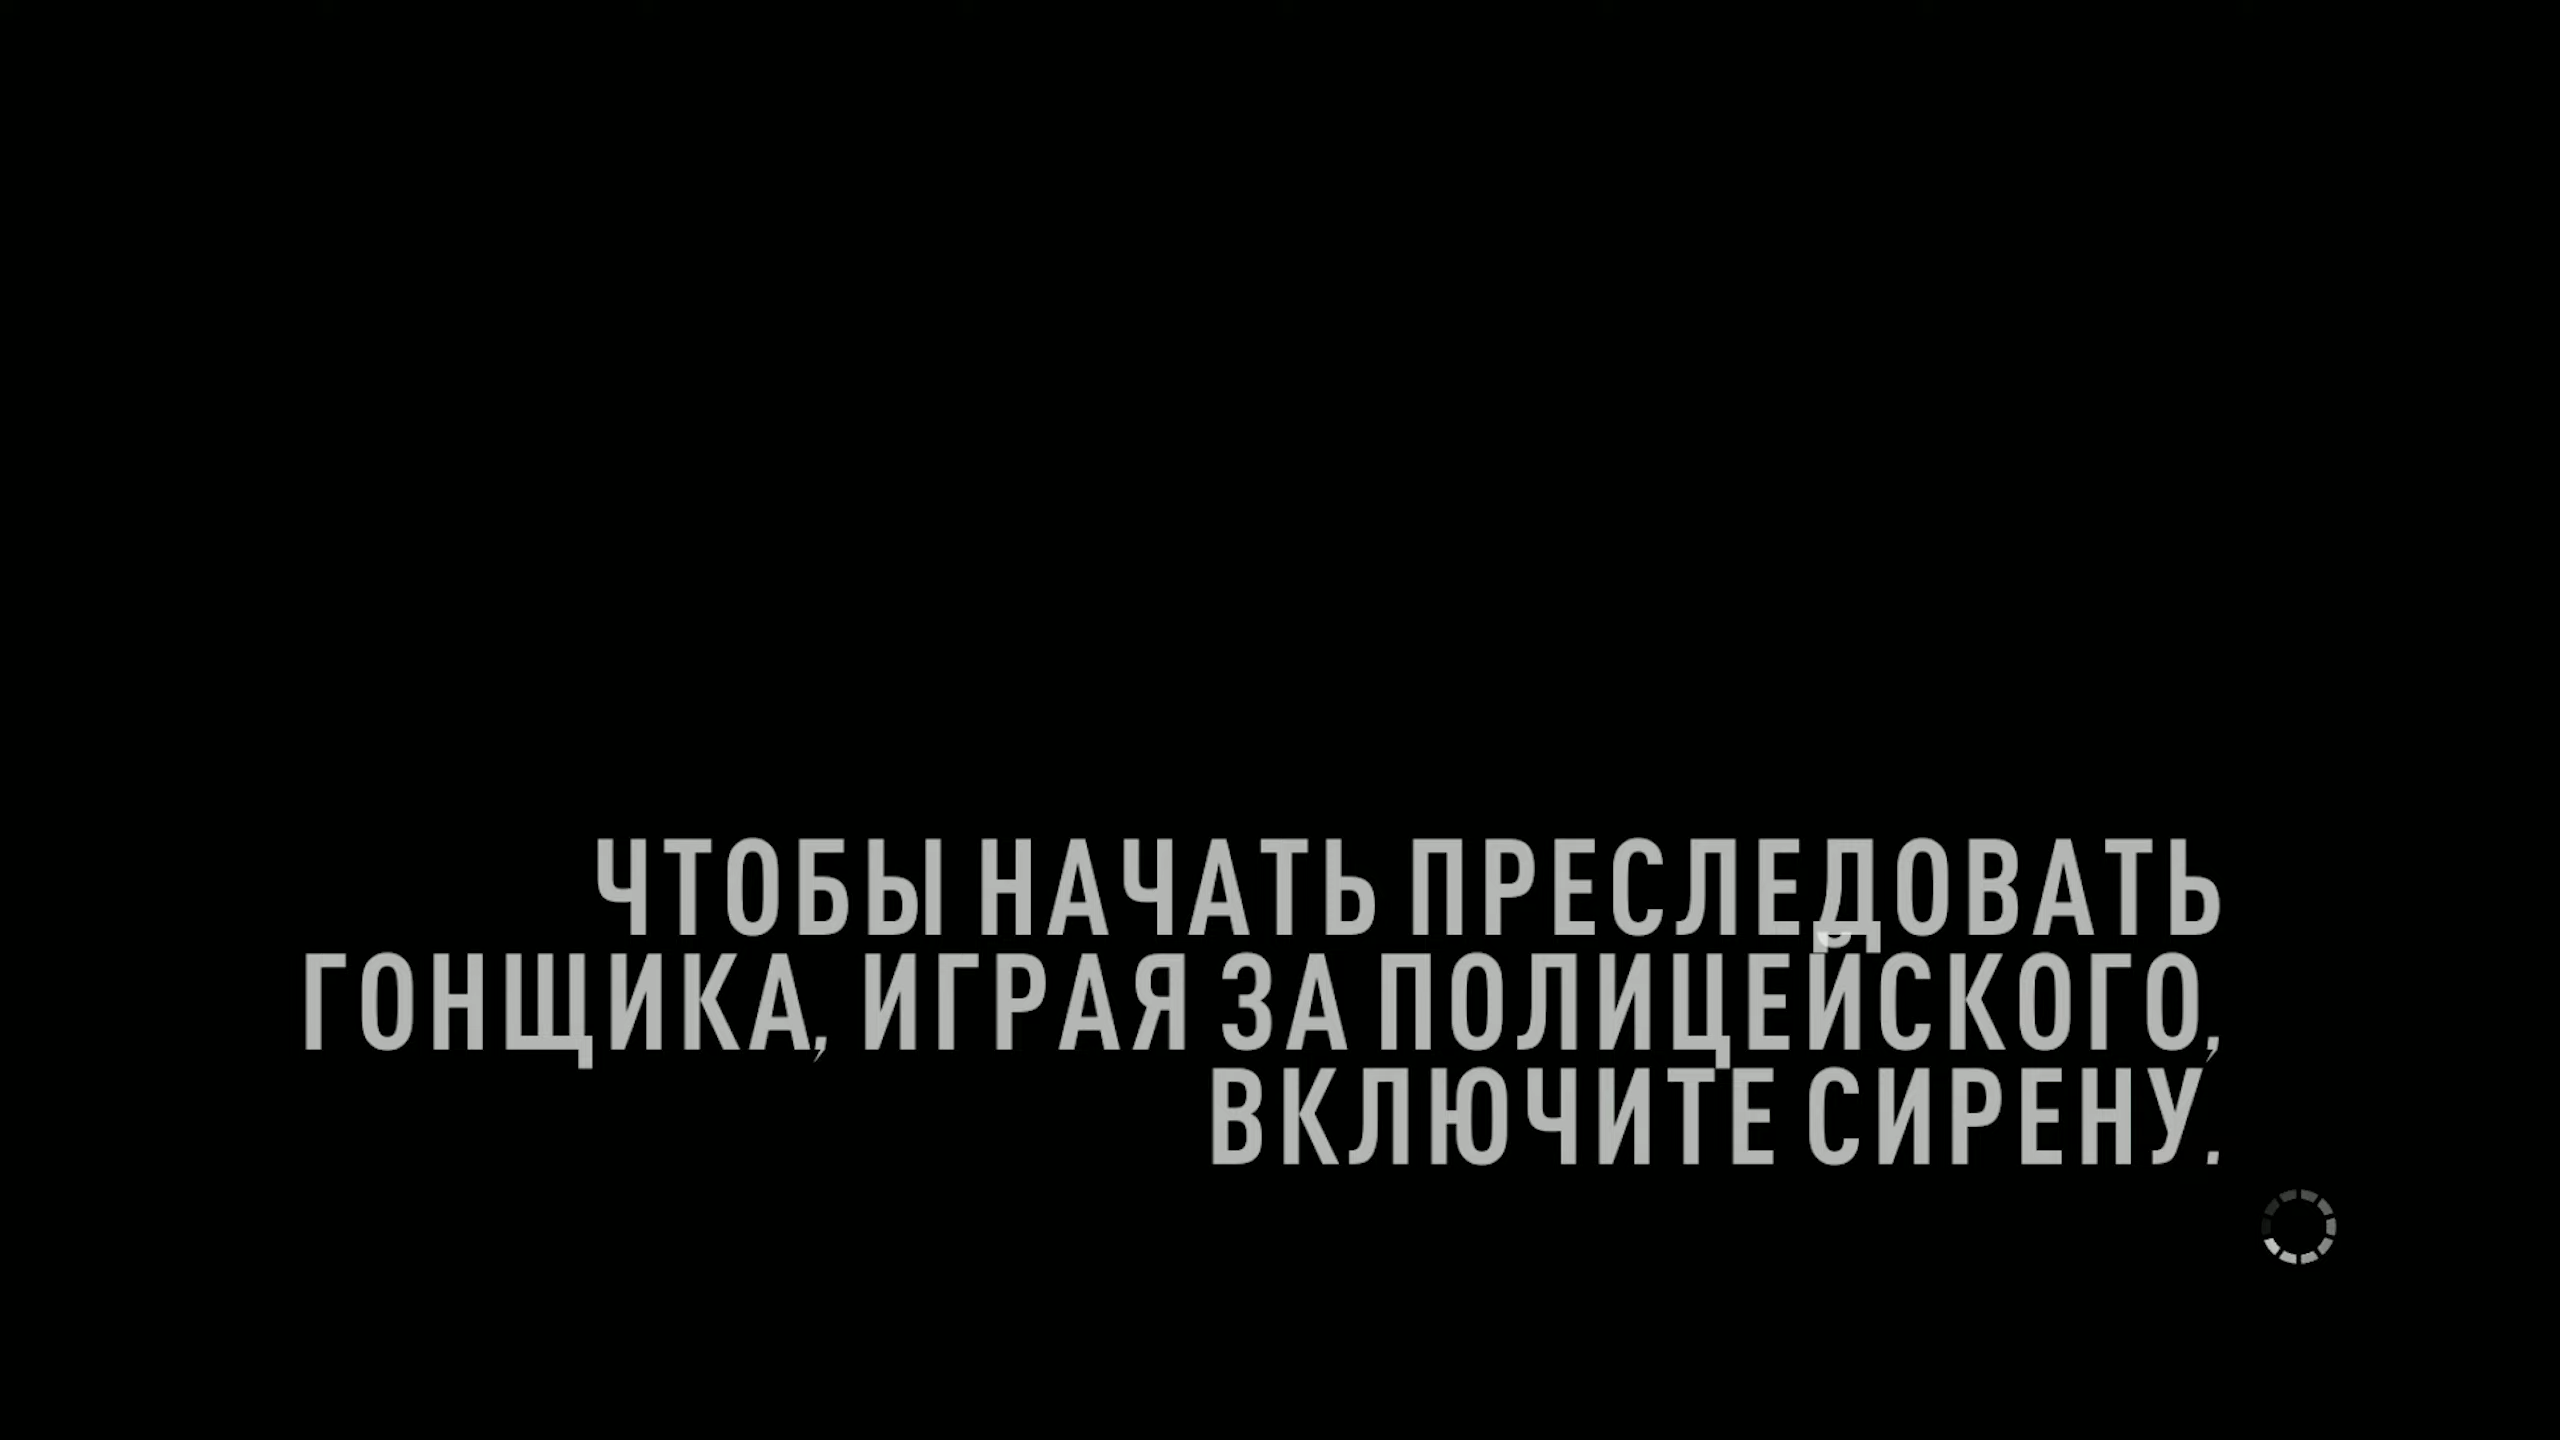 ЧТОБЫ НАЧАТЬ ПРЕСЛЕДОВАТЬ
ГОНЩИКА, ИГРАЯ ЗА ПОЛИЦЕЙСКОГО,
ВКЛЮЧИТЕ СИРЕНУ.